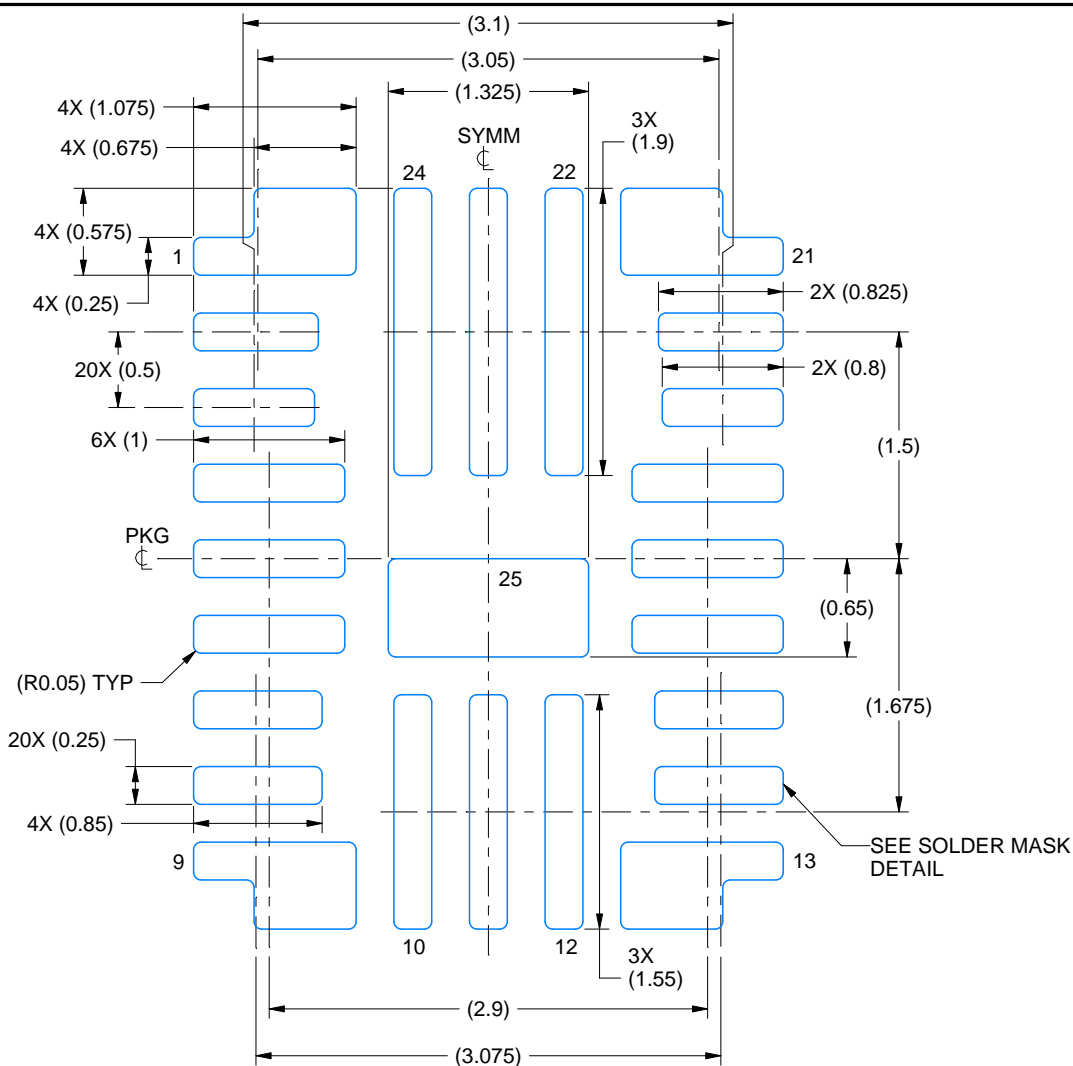 (3.1)
(3.05)
(1.325)
4X (1.075)
3X
(1.9)
SYMM
℄
4X (0.675)
24
22
4X (0.575)
1
21
4X (0.25)
2X (0.825)
20X (0.5)
2X (0.8)
6X (1)
(1.5)
PKG
℄
25
(0.65)
(R0.05) TYP
(1.675)
20X (0.25)
4X (0.85)
SEE SOLDER MASK
DETAIL
9
13
10
12
3X
(1.55)
(2.9)
(3.075)